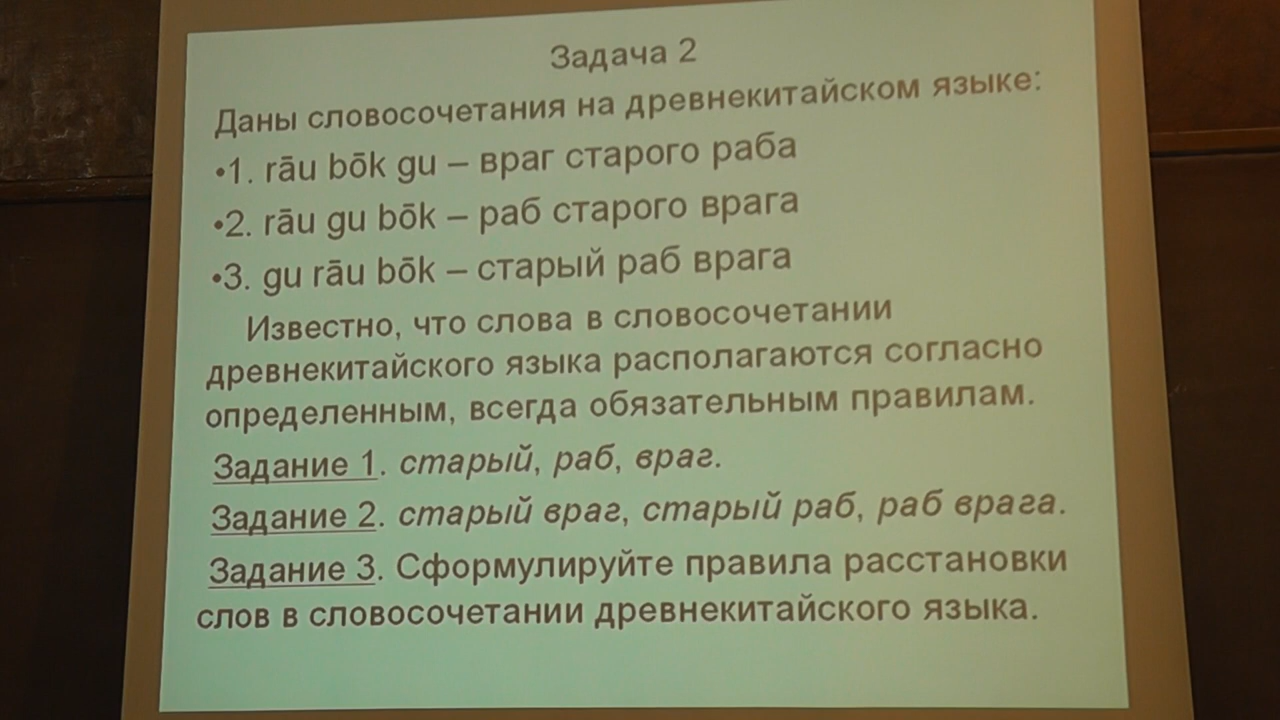 Задача 2
Даны словосочетания на древнекитайском языке:
•1. rāu bōk gu – враг старого раба
•2. rāu gu bōk – раб старого врага
•3. gu rāu bōk – старый раб врага
Известно, что слова в словосочетании
древнекитайского языка располагаются согласно
определенным, всегда обязательным правилам.
Задание 1. старый, раб, враг.
Задание 2. старый враг, старый раб, раб врага.
Задание 3. Сформулируйте правила расстановки
слов в словосочетании древнекитайского языка.